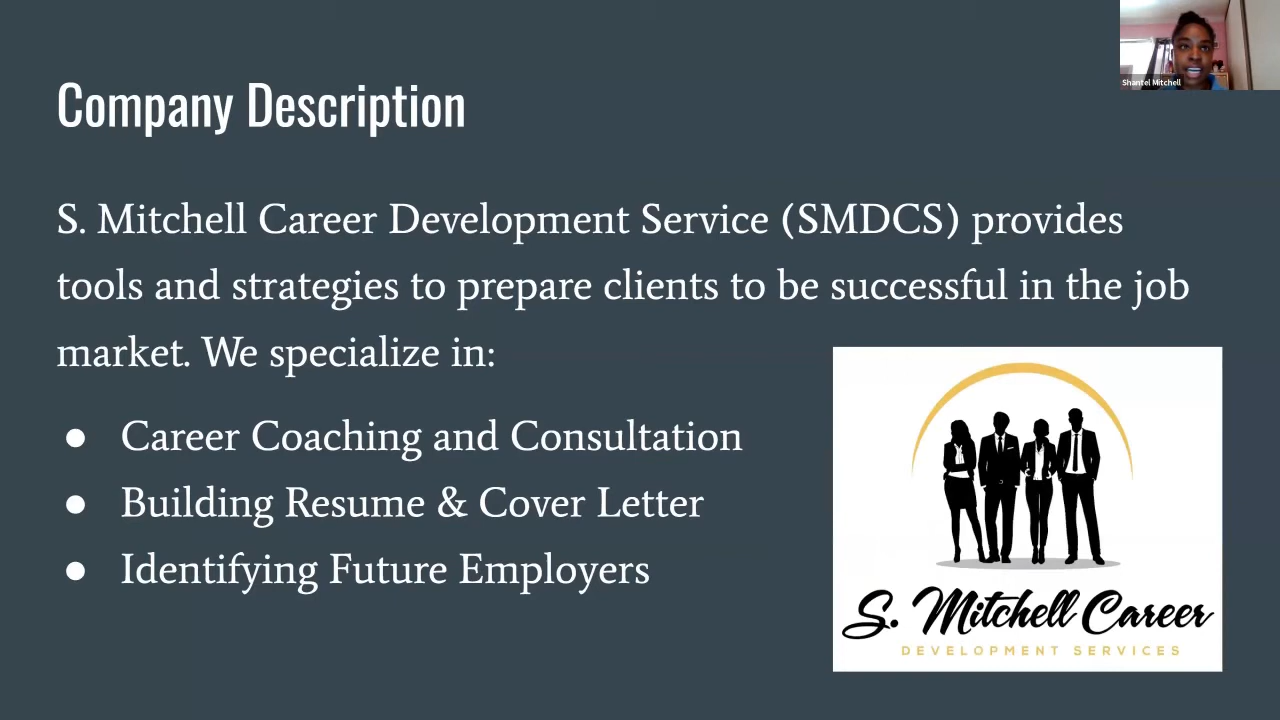 Shantel Mitchell
Company Description
S. Mitchell Career Development Service (SMDCS) provides
tools and strategies to prepare clients to be successful in the job
market. We specialize in:
● Career Coaching and Consultation
● Building Resume & Cover Letter
● Identifying Future Employers
S. Mitchell Career
DEVELOPMENT SERVICES